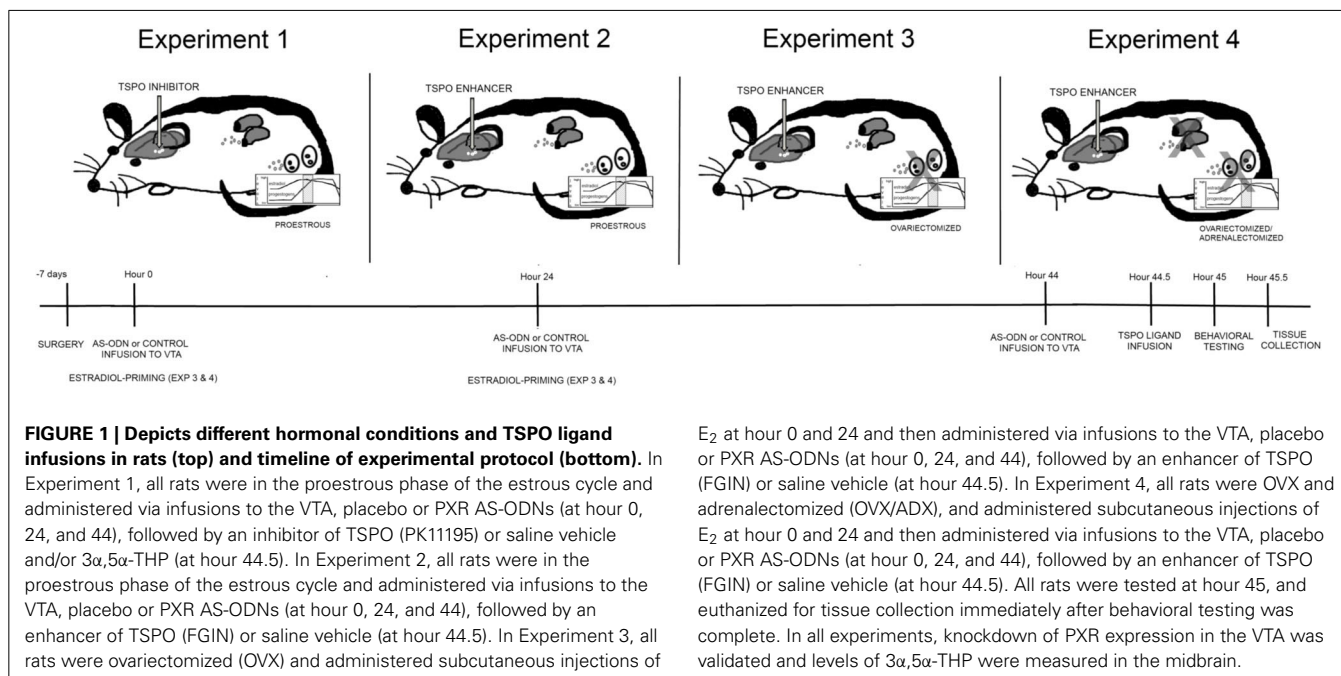 Experiment 1
Experiment 2
Experiment 3
Experiment 4
TSPO INHIBITOR
TSPO ENHANCER
TSPO ENHANCER
TSPO ENHANCER
estradiol
progestogens
estradiol
progestogens
estradiol
progestogens
estradiol
progestogens
PROESTROUS
PROESTROUS
OVARIECTOMIZED
OVARIECTOMIZED/
ADRENALECTOMIZED
-7 days
Hour 0
Hour 24
Hour 44
Hour 44.5
Hour 45
Hour 45.5
SURGERY
AS-ODN or CONTROL
INFUSION TO VTA
ESTRADIOL-PRIMING (EXP 3 & 4)
AS-ODN or CONTROL
INFUSION TO VTA
ESTRADIOL-PRIMING (EXP 3 & 4)
AS-ODN or CONTROL
INFUSION TO VTA
TSPO LIGAND
INFUSION
BEHAVIORAL
TESTING
TISSUE
COLLECTION
FIGURE 1 | Depicts different hormonal conditions and TSPO ligand
infusions in rats (top) and timeline of experimental protocol (bottom). In
Experiment 1, all rats were in the proestrous phase of the estrous cycle and
administered via infusions to the VTA, placebo or PXR AS-ODNs (at hour 0,
24, and 44), followed by an inhibitor of TSPO (PK11195) or saline vehicle
and/or 3α,5α-THP (at hour 44.5). In Experiment 2, all rats were in the
proestrous phase of the estrous cycle and administered via infusions to the
VTA, placebo or PXR AS-ODNs (at hour 0, 24, and 44), followed by an
enhancer of TSPO (FGIN) or saline vehicle (at hour 44.5). In Experiment 3, all
rats were ovariectomized (OVX) and administered subcutaneous injections of
E₂ at hour 0 and 24 and then administered via infusions to the VTA, placebo
or PXR AS-ODNs (at hour 0, 24, and 44), followed by an enhancer of TSPO
(FGIN) or saline vehicle (at hour 44.5). In Experiment 4, all rats were OVX and
adrenalectomized (OVX/ADX), and administered subcutaneous injections of
E₂ at hour 0 and 24 and then administered via infusions to the VTA, placebo
or PXR AS-ODNs (at hour 0, 24, and 44), followed by an enhancer of TSPO
(FGIN) or saline vehicle (at hour 44.5). All rats were tested at hour 45, and
euthanized for tissue collection immediately after behavioral testing was
complete. In all experiments, knockdown of PXR expression in the VTA was
validated and levels of 3α,5α-THP were measured in the midbrain.